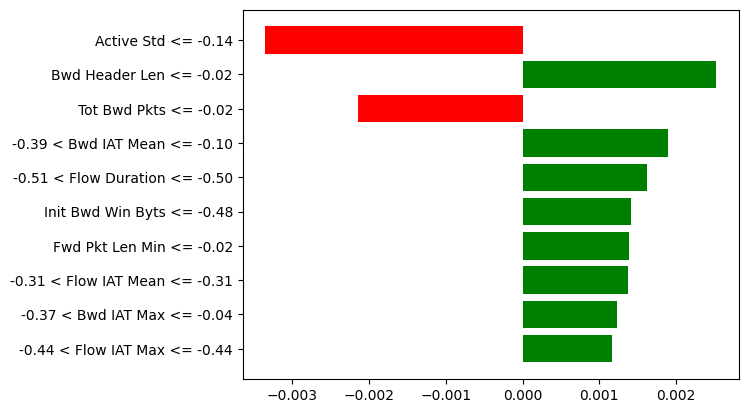 Active Std <= -0.14
Bwd Header Len <= -0.02
Tot Bwd Pkts <= -0.02
-0.39 < Bwd IAT Mean <= -0.10
-0.51 < Flow Duration <= -0.50
Init Bwd Win Byts <= -0.48
Fwd Pkt Len Min <= -0.02
-0.31 < Flow IAT Mean <= -0.31
-0.37 < Bwd IAT Max <= -0.04
-0.44 < Flow IAT Max <= -0.44
−0.003 −0.002 −0.001 0.000 0.001 0.002